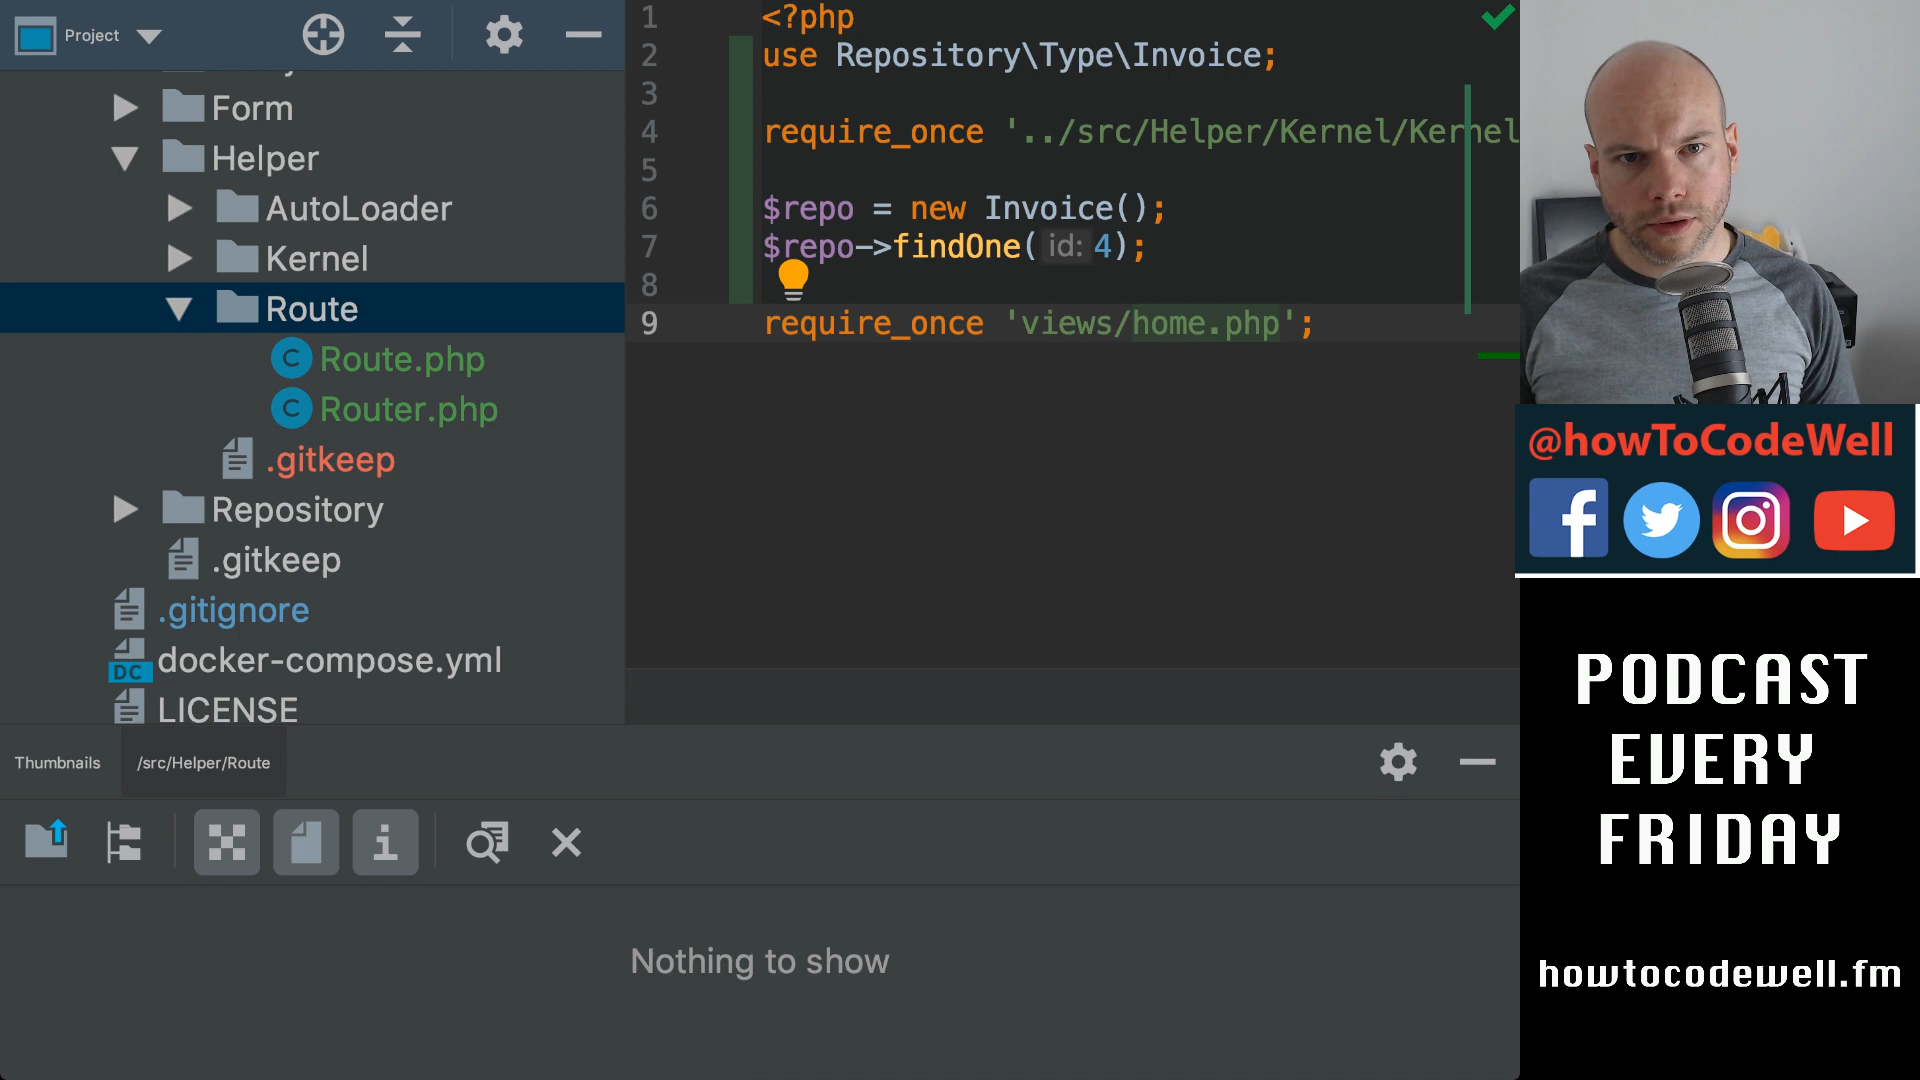 Project
Form
Helper
AutoLoader
Kernel
Route
C Route.php
C Router.php
.gitkeep
Repository
.gitkeep
.gitignore
DC docker-compose.yml
LICENSE
1 <?php
2 use Repository\Type\Invoice;
3
4 require_once '../src/Helper/Kernel/Kernel
5
6 $repo = new Invoice();
7 $repo->findOne( id: 4);
8
9 require_once 'views/home.php';
Thumbnails
/src/Helper/Route
Nothing to show
@howToCodeWell
PODCAST
EVERY
FRIDAY
howtocodewell.fm